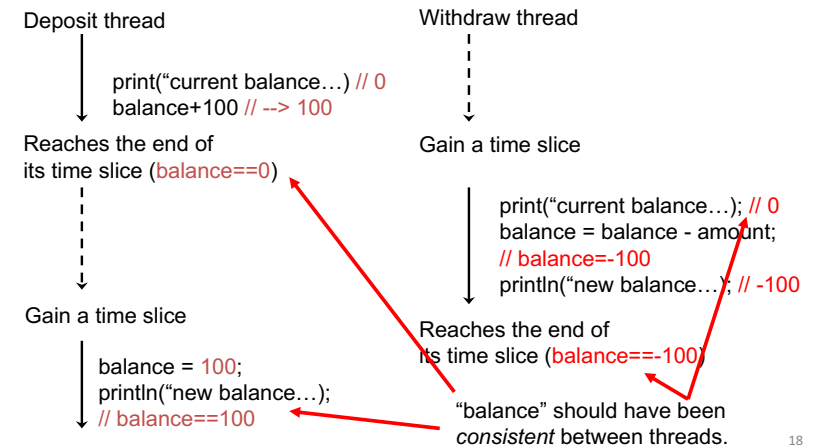 Deposit thread
print(“current balance…) // 0
balance+100 // --> 100
Reaches the end of
its time slice (balance==0)
Gain a time slice
balance = 100;
println(“new balance…);
// balance==100
Withdraw thread
Gain a time slice
print(“current balance…); // 0
balance = balance - amount;
// balance=-100
println(“new balance…); // -100
Reaches the end of
its time slice (balance==-100)
“balance” should have been
consistent between threads.
18